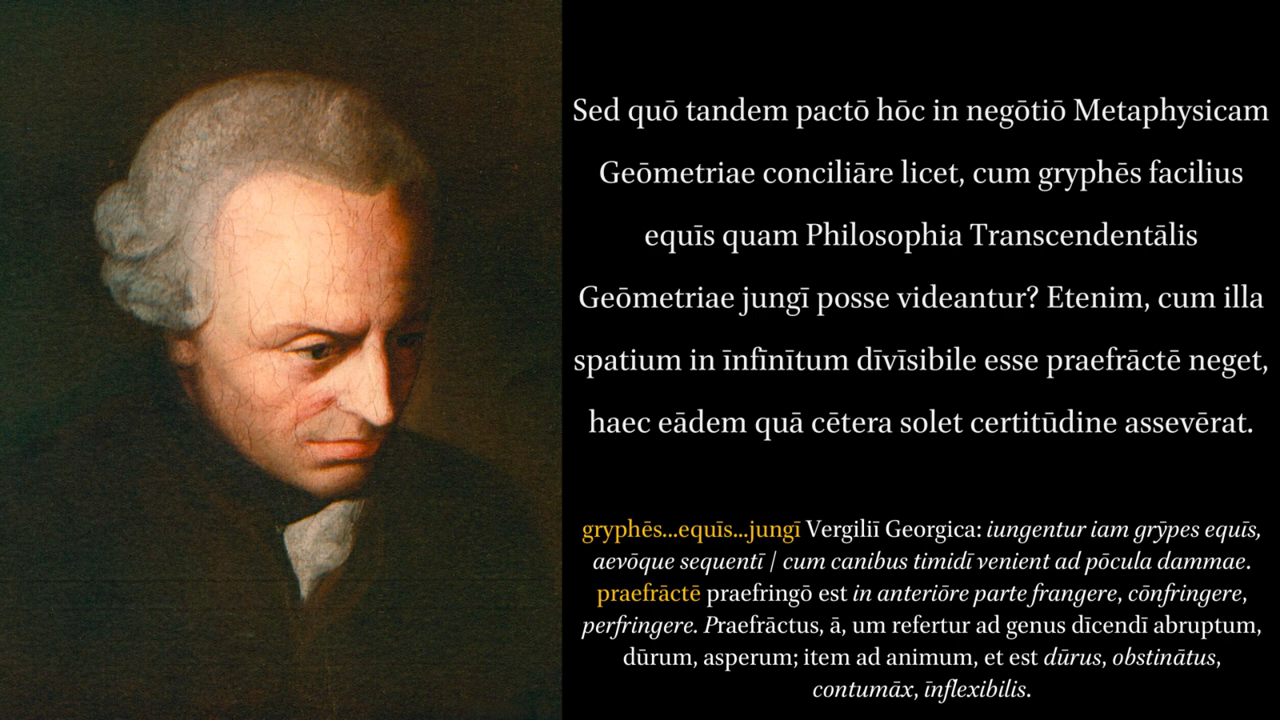 Sed quō tandem pactō hōc in negōtiō Metaphysicam
Geōmetriae conciliāre licet, cum gryphēs facilius
equīs quam Philosophia Transcendentālis
Geōmetriae jungī posse videantur? Etenim, cum illa
spatium in īnfīnītum dīvīsibile esse praefrāctē neget,
haec eādem quā cētera solet certitūdine assevērat.
gryphēs...equīs...jungī Vergiliī Georgica: iungentur iam grȳpes equīs,
aevōque sequentī / cum canibus timidī venient ad pōcula dammae.
praefrāctē praefringō est in anteriōre parte frangere, cōnfringere,
perfringere. Praefrāctus, ā, um refertur ad genus dīcendī abruptum,
dūrum, asperum; item ad animum, et est dūrus, obstinātus,
contumāx, īnflexibilis.